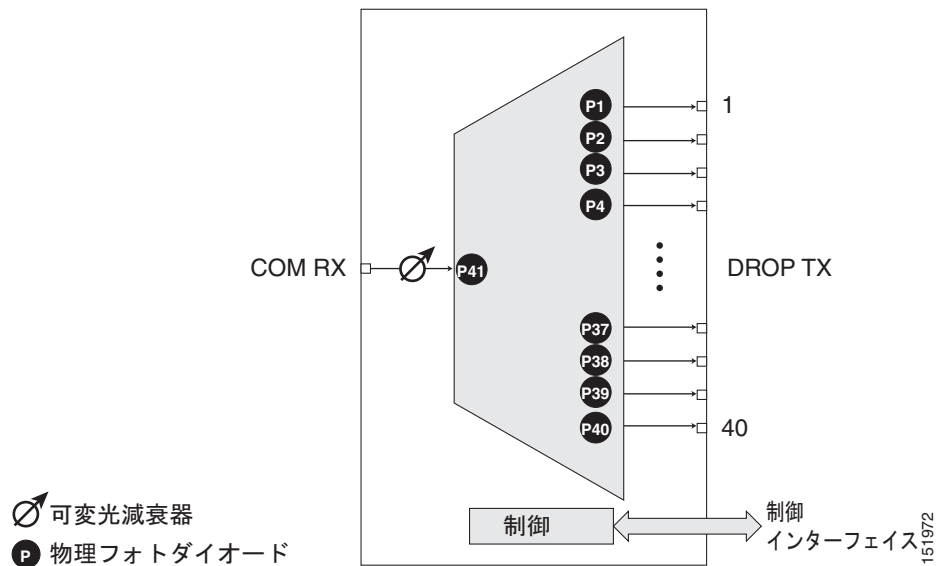 P1
1
P2
P3
P4
COM RX
P41
DROP TX
P37
P38
P39
P40
40
可変光減衰器
制御
制御
インターフェイス
P 物理フォトダイオード
151972